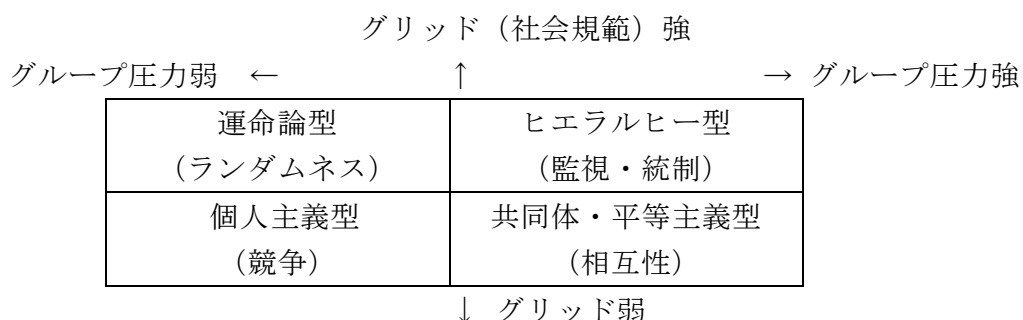 グリッド（社会規範）強
グループ圧力弱 ← ↑ → グループ圧力強
運命論型 ヒエラルヒー型
（ランダムネス） （監視・統制）
個人主義型 共同体・平等主義型
（競争） （相互性）
↓ グリッド弱